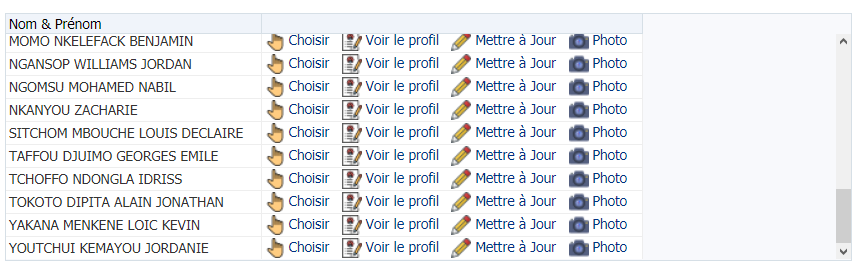 Nom & Prénom
MOMO NKELEFACK BENJAMIN Choisir Voir le profil Mettre à Jour Photo
NGANSOP WILLIAMS JORDAN Choisir Voir le profil Mettre à Jour Photo
NGOMSU MOHAMED NABIL Choisir Voir le profil Mettre à Jour Photo
NKANYOU ZACHARIE Choisir Voir le profil Mettre à Jour Photo
SITCHOM MBOUCHE LOUIS DECLAIRE Choisir Voir le profil Mettre à Jour Photo
TAFFOU DJUIMO GEORGES EMILE Choisir Voir le profil Mettre à Jour Photo
TCHOFFO NDONGLA IDRISS Choisir Voir le profil Mettre à Jour Photo
TOKOTO DIPITA ALAIN JONATHAN Choisir Voir le profil Mettre à Jour Photo
YAKANA MENKENE LOIC KEVIN Choisir Voir le profil Mettre à Jour Photo
YOUTCHUI KEMAYOU JORDANIE Choisir Voir le profil Mettre à Jour Photo